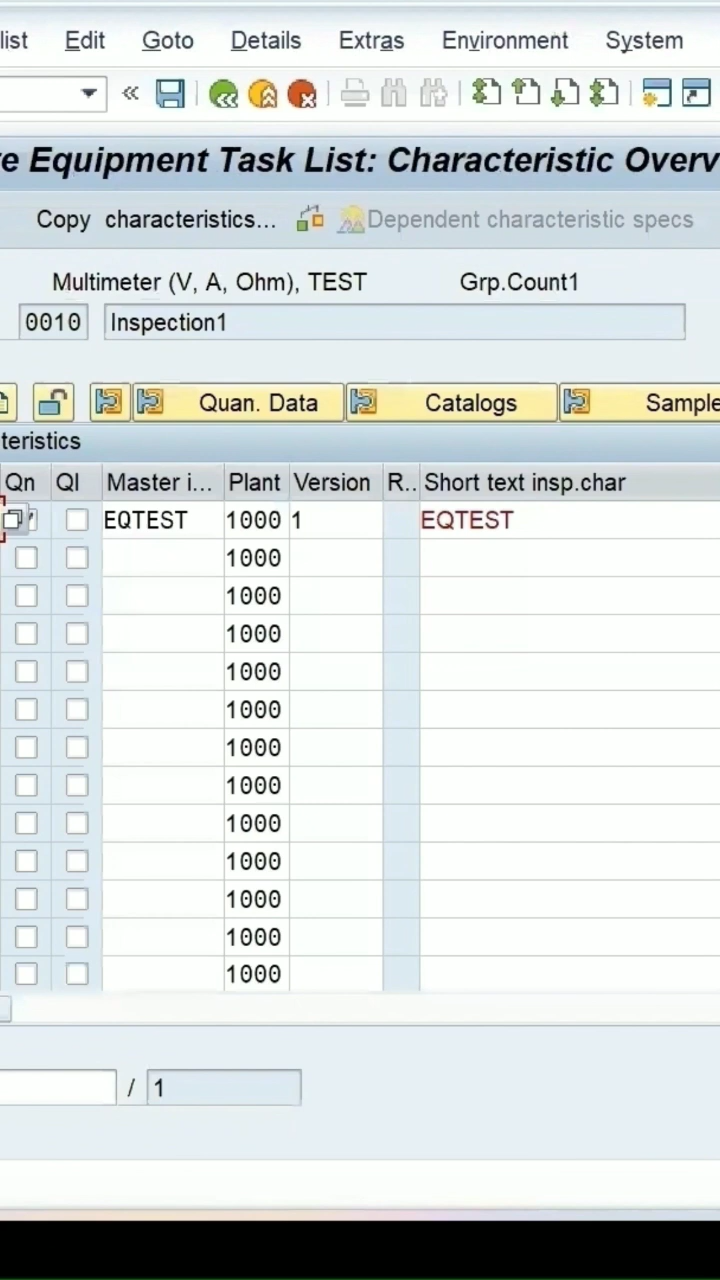 list Edit Goto Details Extras Environment System
e Equipment Task List: Characteristic Overv
Copy characteristics... Dependent characteristic specs
Multimeter (V, A, Ohm), TEST Grp.Count1
0010 Inspection1
Quan. Data Catalogs Sample
teristics
Qn Ql Master i... Plant Version R.. Short text insp.char
EQTEST 1000 1 EQTEST
1000
1000
1000
1000
1000
1000
1000
1000
1000
1000
1000
1000
/ 1